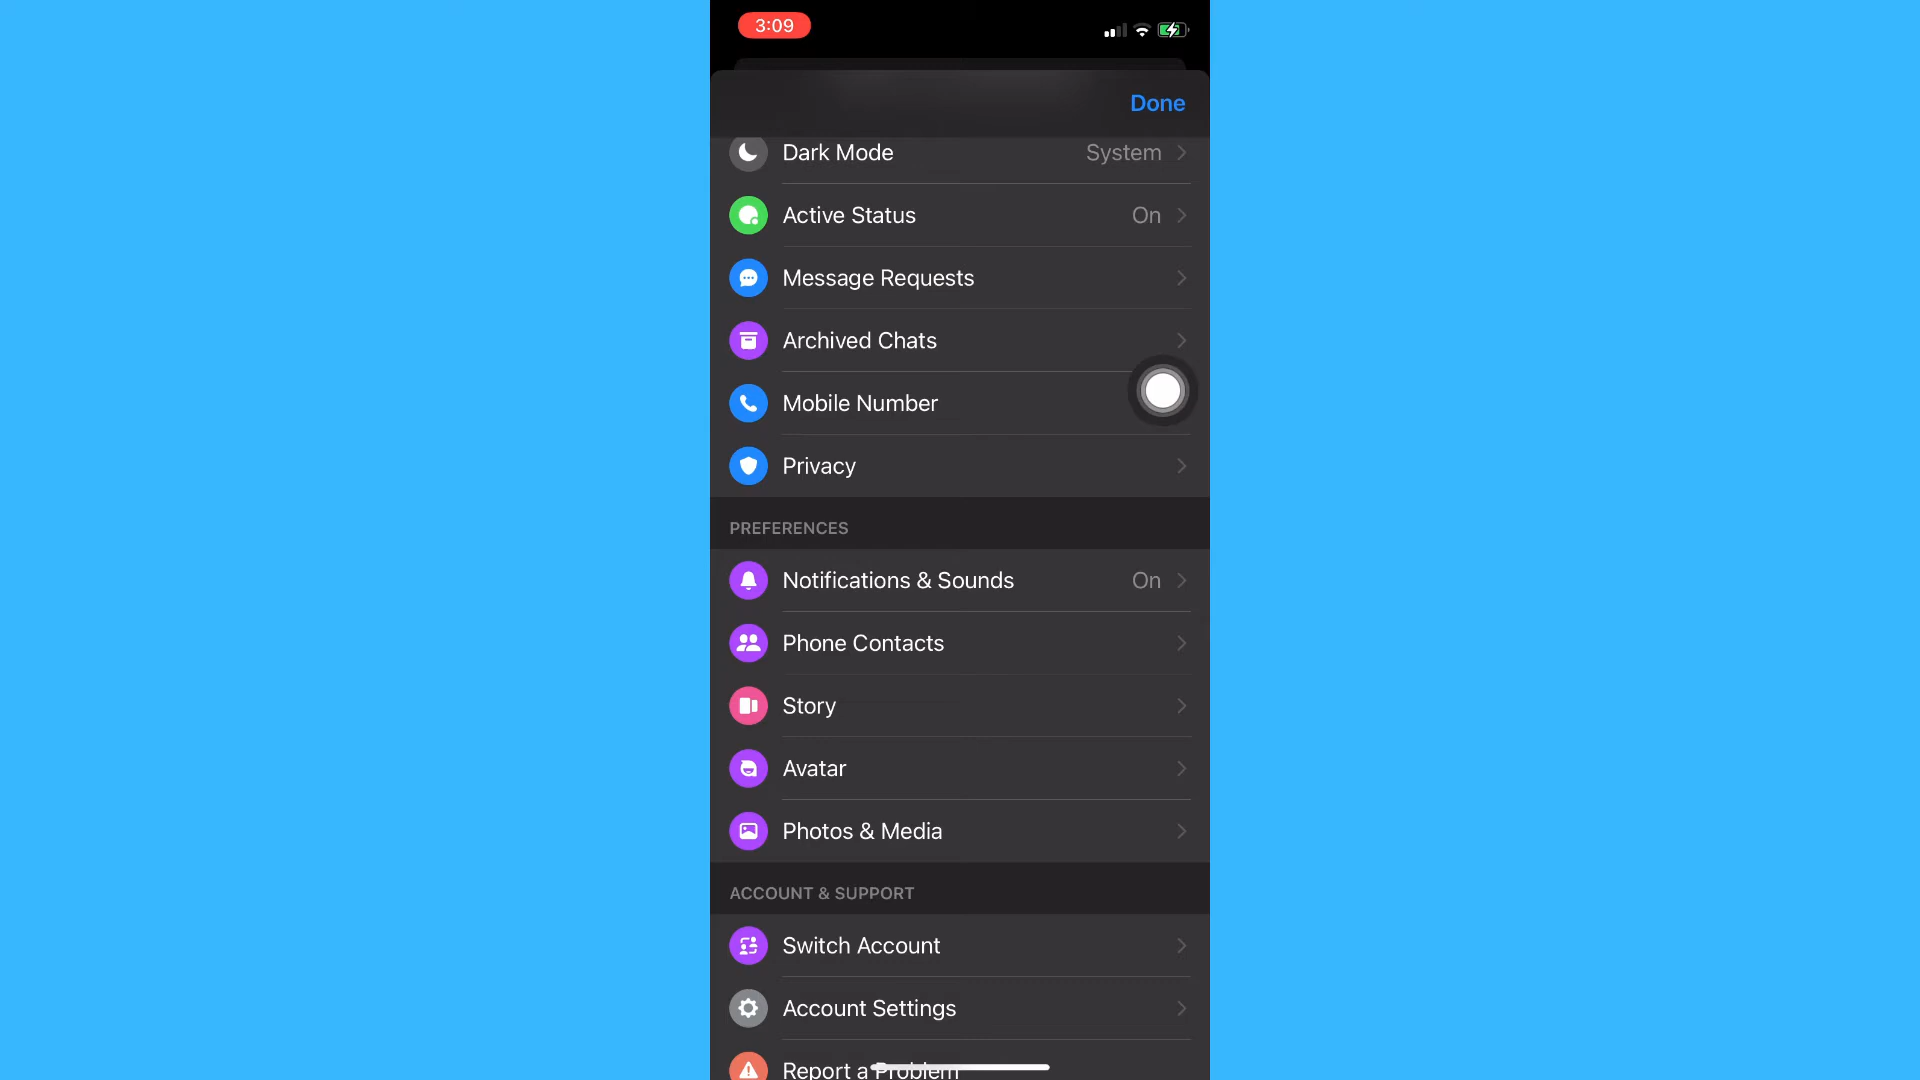 3:09
Done
Dark Mode System
Active Status On
Message Requests
Archived Chats
Mobile Number
Privacy
PREFERENCES
Notifications & Sounds On
Phone Contacts
Story
Avatar
Photos & Media
ACCOUNT & SUPPORT
Switch Account
Account Settings
Report a Problem